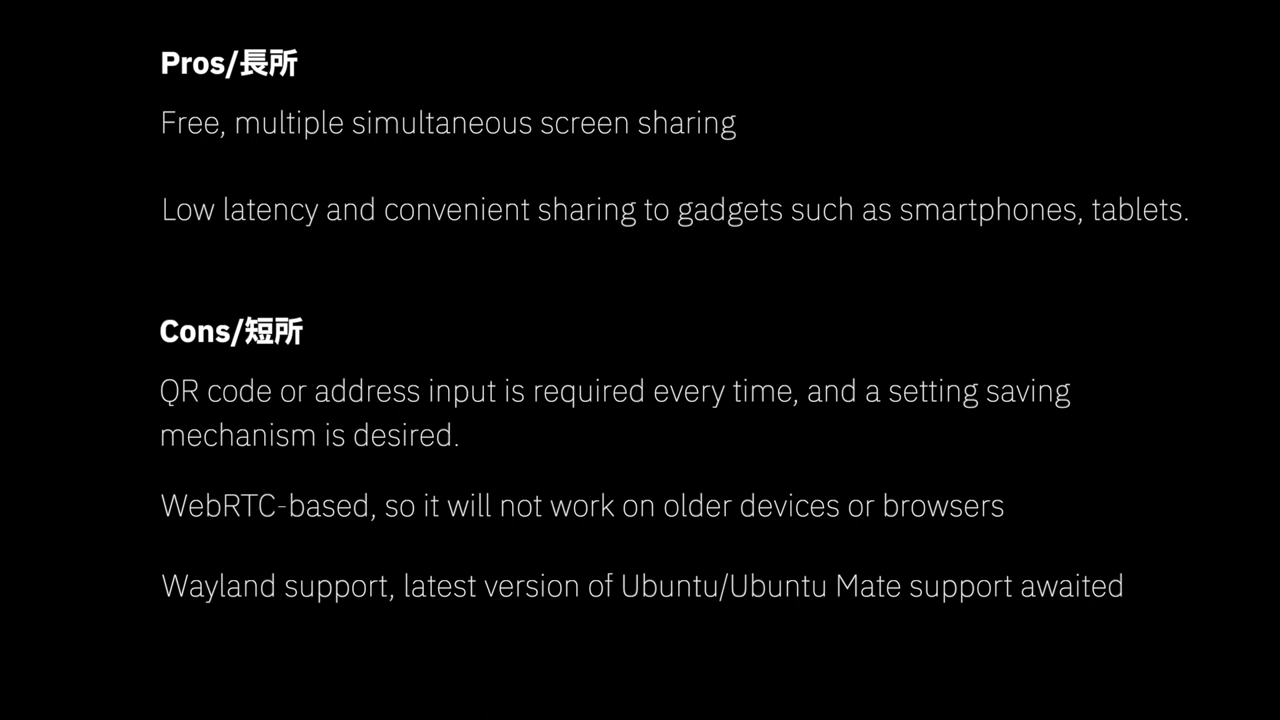 Pros/長所
Free, multiple simultaneous screen sharing
Low latency and convenient sharing to gadgets such as smartphones, tablets.
Cons/短所
QR code or address input is required every time, and a setting saving
mechanism is desired.
WebRTC-based, so it will not work on older devices or browsers
Wayland support, latest version of Ubuntu/Ubuntu Mate support awaited